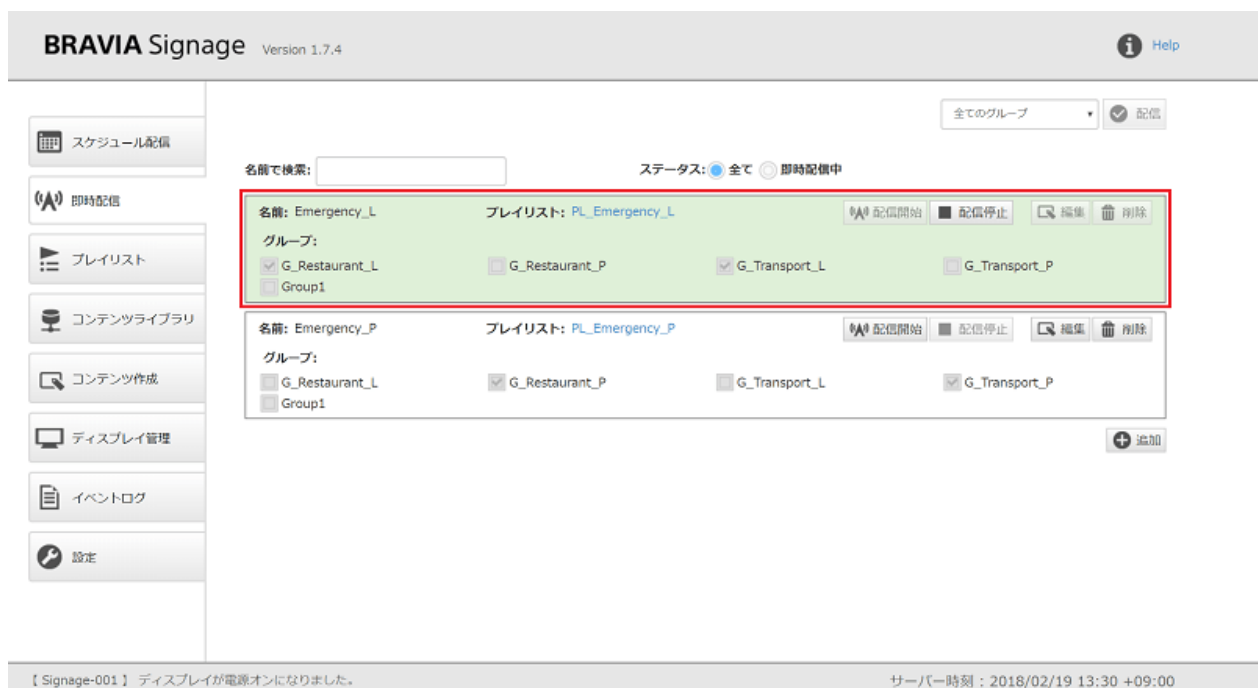 BRAVIA Signage Version 1.7.4
Help
全てのグループ 配信
スケジュール配信
即時配信
プレイリスト
コンテンツライブラリ
コンテンツ作成
ディスプレイ管理
イベントログ
設定
名前で検索: ステータス: 全て 即時配信中
名前: Emergency_L プレイリスト: PL_Emergency_L 配信開始 配信停止 編集 削除
グループ:
G_Restaurant_L G_Restaurant_P G_Transport_L G_Transport_P
Group1
名前: Emergency_P プレイリスト: PL_Emergency_P 配信開始 配信停止 編集 削除
グループ:
G_Restaurant_L G_Restaurant_P G_Transport_L G_Transport_P
Group1
追加
【 Signage-001 】 ディスプレイが電源オンになりました。 サーバー時刻 : 2018/02/19 13:30 +09:00